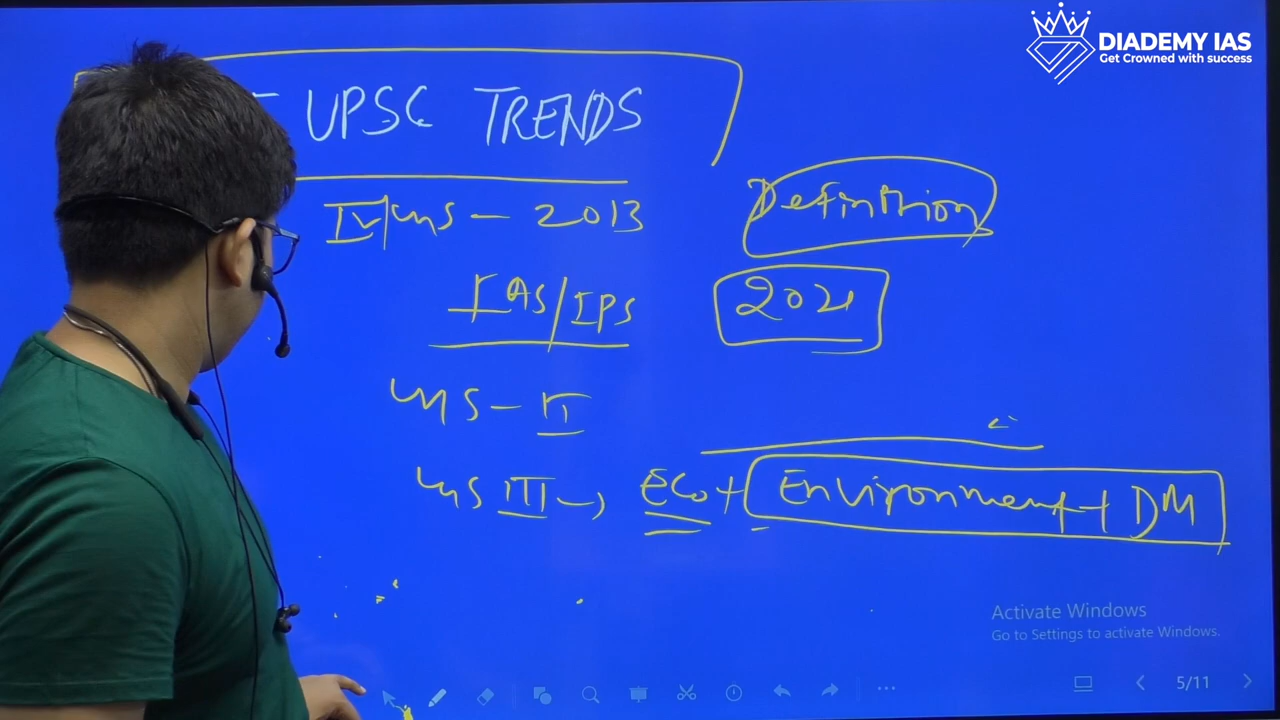 DIADEMY IAS
Get Crowned with success
UPSC TRENDS
IV/GS - 2013
Definition
IAS/IPS
2021
GS - II
GS III → Eco + Environment + DM
Activate Windows
Go to Settings to activate Windows.
5/11